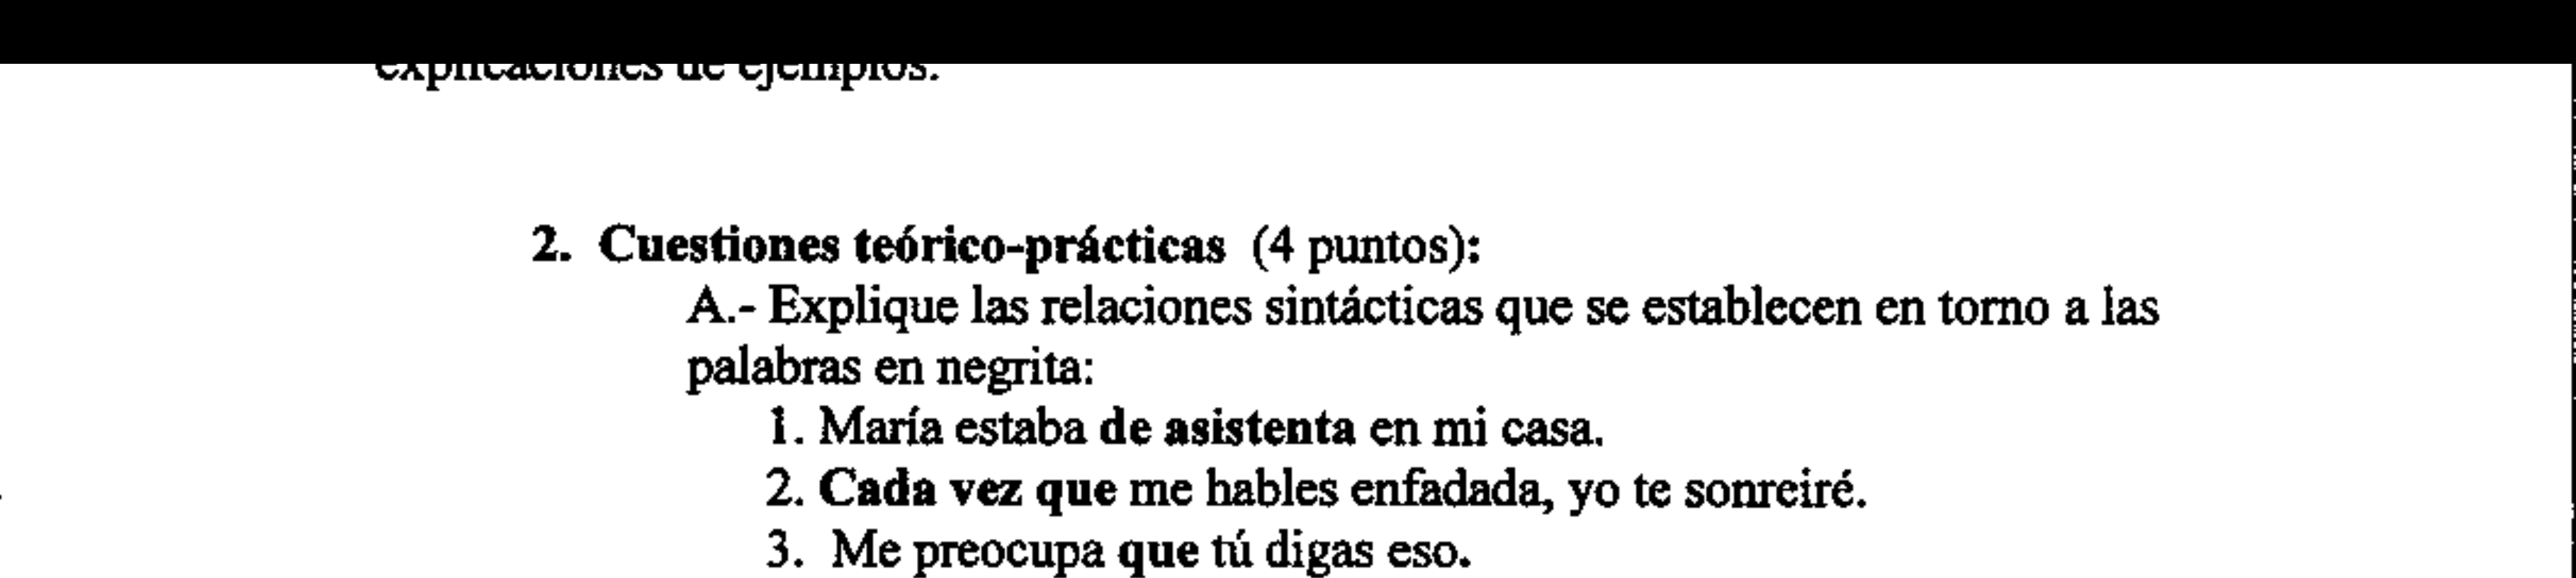 explicaciones de ejemplos.
2. Cuestiones teórico-prácticas (4 puntos):
A.- Explique las relaciones sintácticas que se establecen en torno a las
palabras en negrita:
1. María estaba de asistenta en mi casa.
2. Cada vez que me hables enfadada, yo te sonreiré.
3. Me preocupa que tú digas eso.